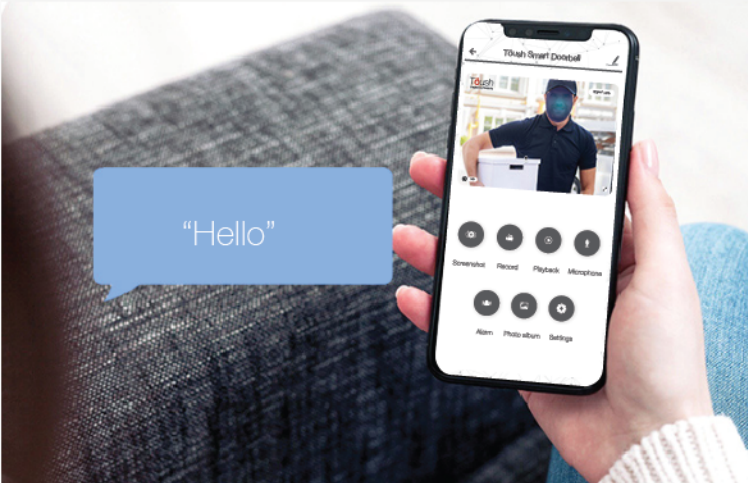 “Hello”
Toush Smart Doorbell
Toush
Screenshot
Record
Playback
Microphone
Alarm
Photo album
Settings